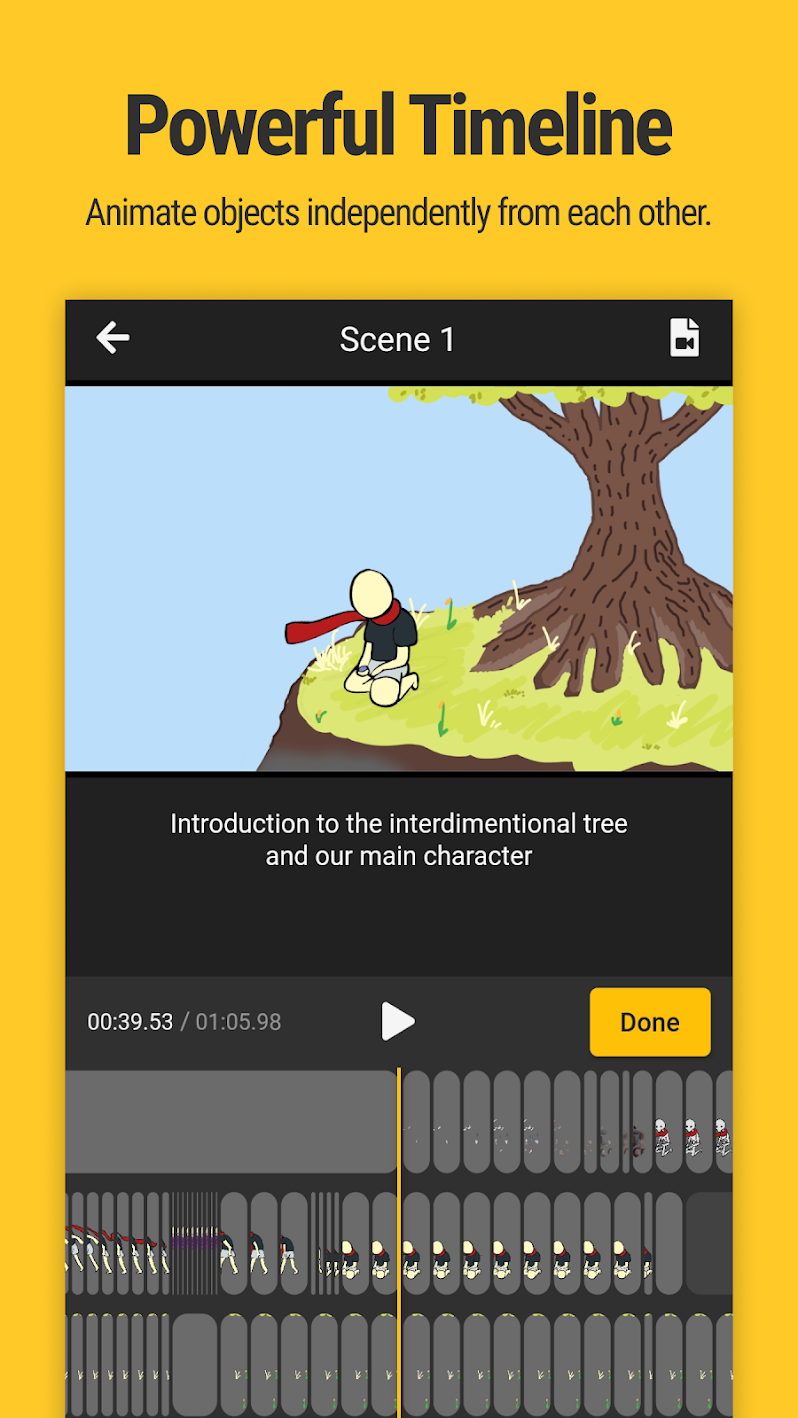 Powerful Timeline
Animate objects independently from each other.
Scene 1
Introduction to the interdimentional tree
and our main character
00:39.53 / 01:05.98
Done